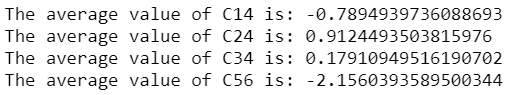 The average value of C14 is: -0.7894939736088693
The average value of C24 is: 0.9124493503815976
The average value of C34 is: 0.17910949516190702
The average value of C56 is: -2.1560393589500344